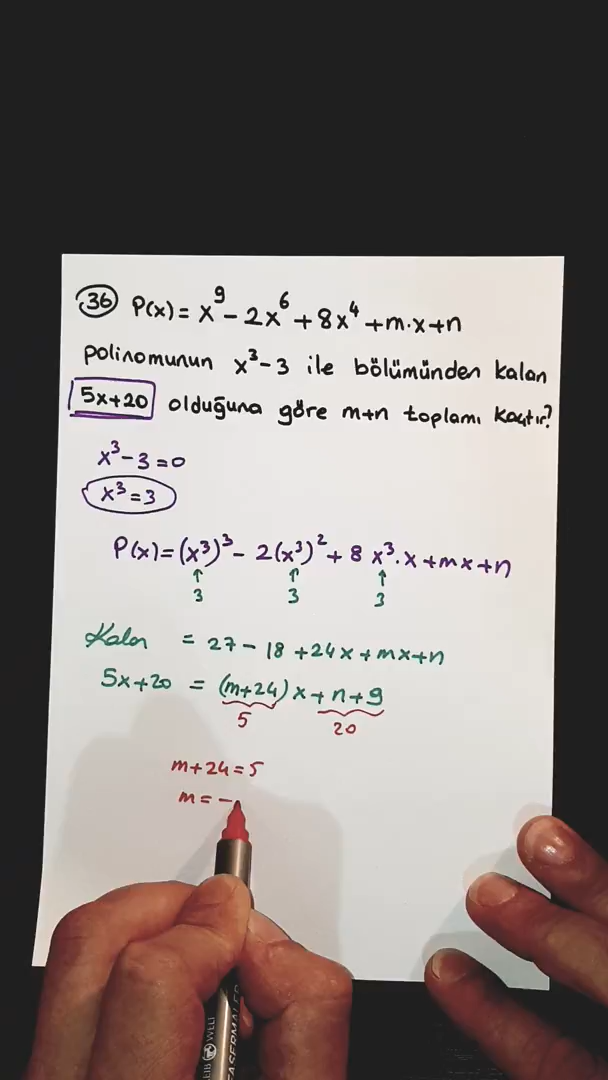 36 P(x) = x⁹ - 2x⁶ + 8x⁴ + m.x+n
polinomunun x³-3 ile bölümünden kalan
5x+20 olduğuna göre m+n toplamı kaçtır?
x³-3=0
x³=3
P(x) = (x³)³ - 2(x³)² + 8 x³.x + mx+n
↑ ↑ ↑
3 3 3
Kalan = 27 - 18 + 24x + mx+n
5x+20 = (m+24)x + n+9
5 20
m+24=5
m = -